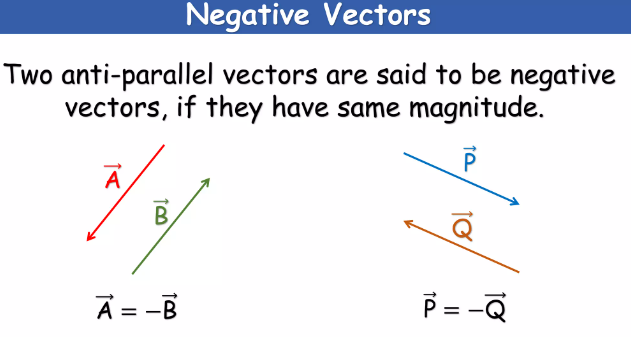 Negative Vectors
Two anti-parallel vectors are said to be negative
vectors, if they have same magnitude.
A⃗
B⃗
P⃗
Q⃗
A⃗ = −B⃗
P⃗ = −Q⃗